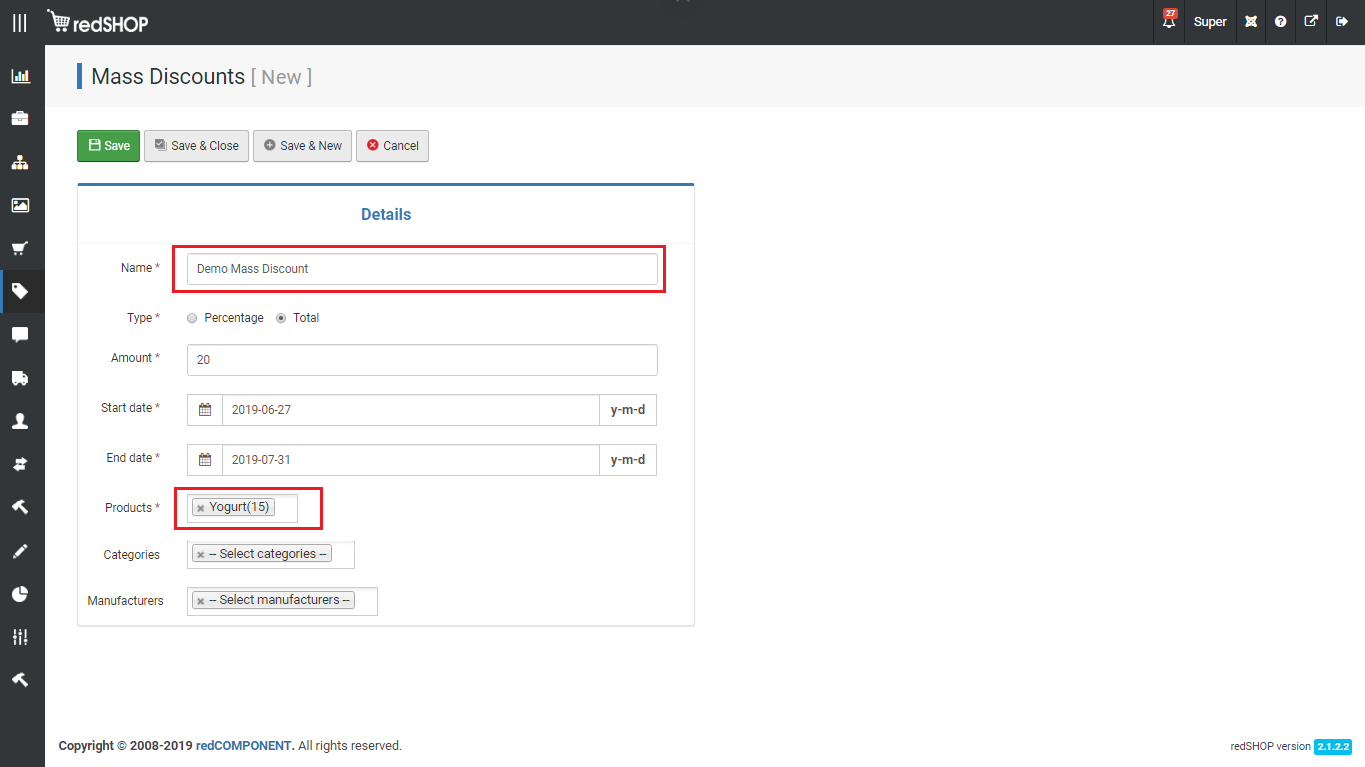 redSHOP
27
Super
Mass Discounts [ New ]
Save
Save & Close
Save & New
Cancel
Details
Name *
Demo Mass Discount
Type *
Percentage
Total
Amount *
20
Start date *
2019-06-27
y-m-d
End date *
2019-07-31
y-m-d
Products *
Yogurt(15)
Categories
-- Select categories --
Manufacturers
-- Select manufacturers --
Copyright © 2008-2019 redCOMPONENT. All rights reserved.
redSHOP version 2.1.2.2